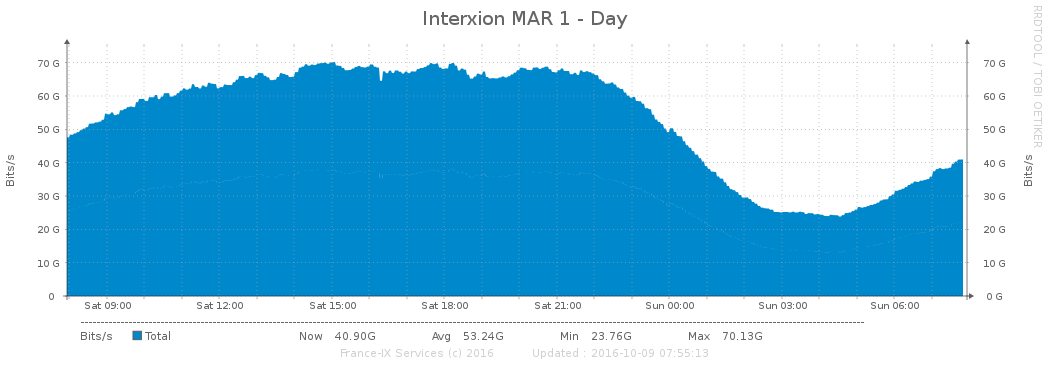 Interxion MAR 1 - Day
RRDTOOL / TOBI OETIKER
Bits/s
70 G
60 G
50 G
40 G
30 G
20 G
10 G
0
70 G
60 G
50 G
40 G
30 G
20 G
10 G
0 G
Bits/s
Sat 09:00 Sat 12:00 Sat 15:00 Sat 18:00 Sat 21:00 Sun 00:00 Sun 03:00 Sun 06:00
Bits/s Total Now 40.90G Avg 53.24G Min 23.76G Max 70.13G
France-IX Services (c) 2016 Updated : 2016-10-09 07:55:13